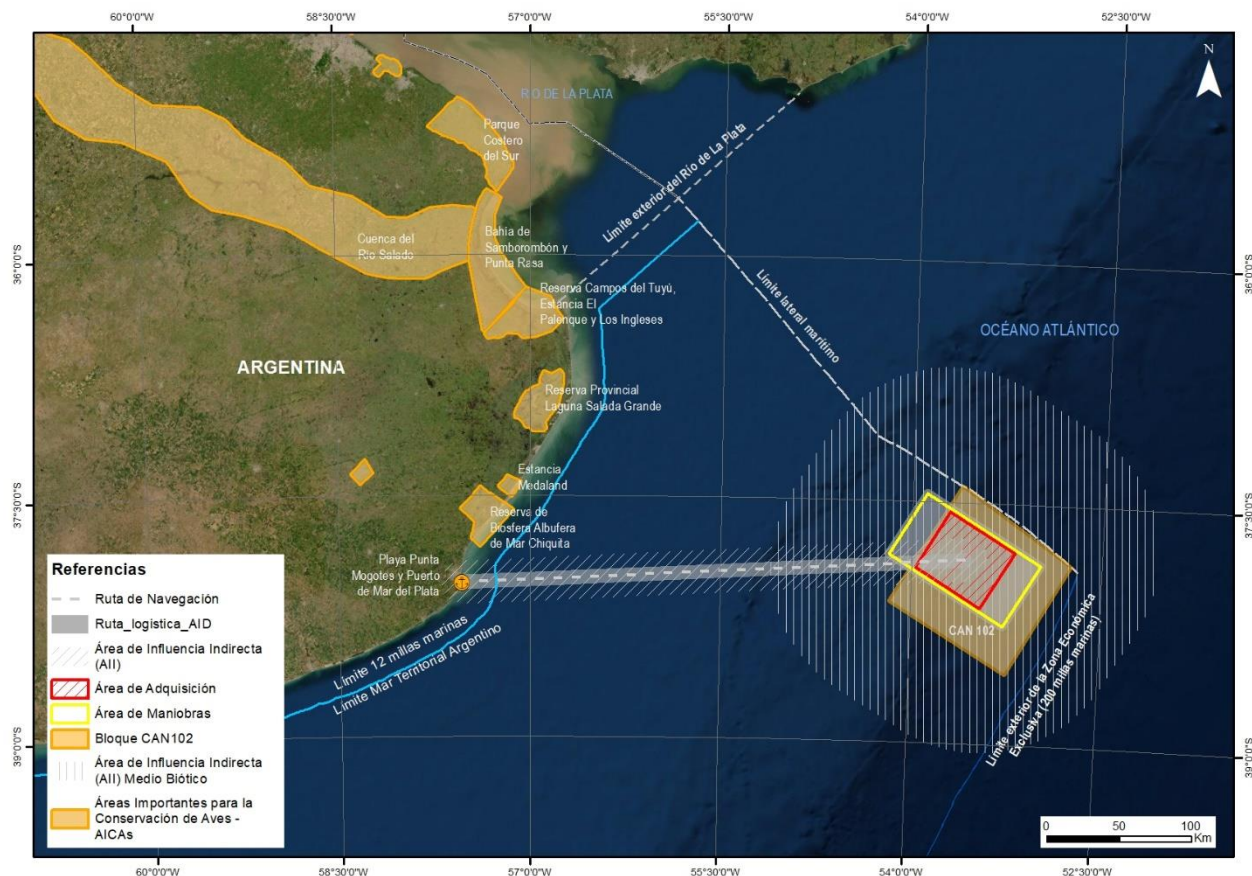 60°0'0"W
58°30'0"W
57°0'0"W
55°30'0"W
54°0'0"W
52°30'0"W
N
RÍO DE LA PLATA
Parque
Costero
del Sur
Límite exterior del Río de La Plata
Cuenca del
Río Salado
Bahía de
Samborombón y
Punta Rasa
36°0'0"S
36°0'0"S
Reserva Campos del Tuyú,
Estancia El
Palenque y Los Ingleses
Límite lateral marítimo
OCÉANO ATLÁNTICO
ARGENTINA
Reserva Provincial
Laguna Salada Grande
Estancia
Medaland
37°30'0"S
37°30'0"S
Reserva de
Biosfera Albufera
de Mar Chiquita
Playa Punta
Mogotes y Puerto
de Mar del Plata
CAN 102
Límite 12 millas marinas
Límite Mar Territorial Argentino
Límite exterior de la Zona Económica
Exclusiva (200 millas marinas)
39°0'0"S
39°0'0"S
Referencias
Ruta de Navegación
Ruta_logística_AID
Área de Influencia Indirecta
(AII)
Área de Adquisición
Área de Maniobras
Bloque CAN102
Área de Influencia Indirecta
(AII) Medio Biótico
Áreas Importantes para la
Conservación de Aves -
AICAs
0 50 100
Km
60°0'0"W
58°30'0"W
57°0'0"W
55°30'0"W
54°0'0"W
52°30'0"W